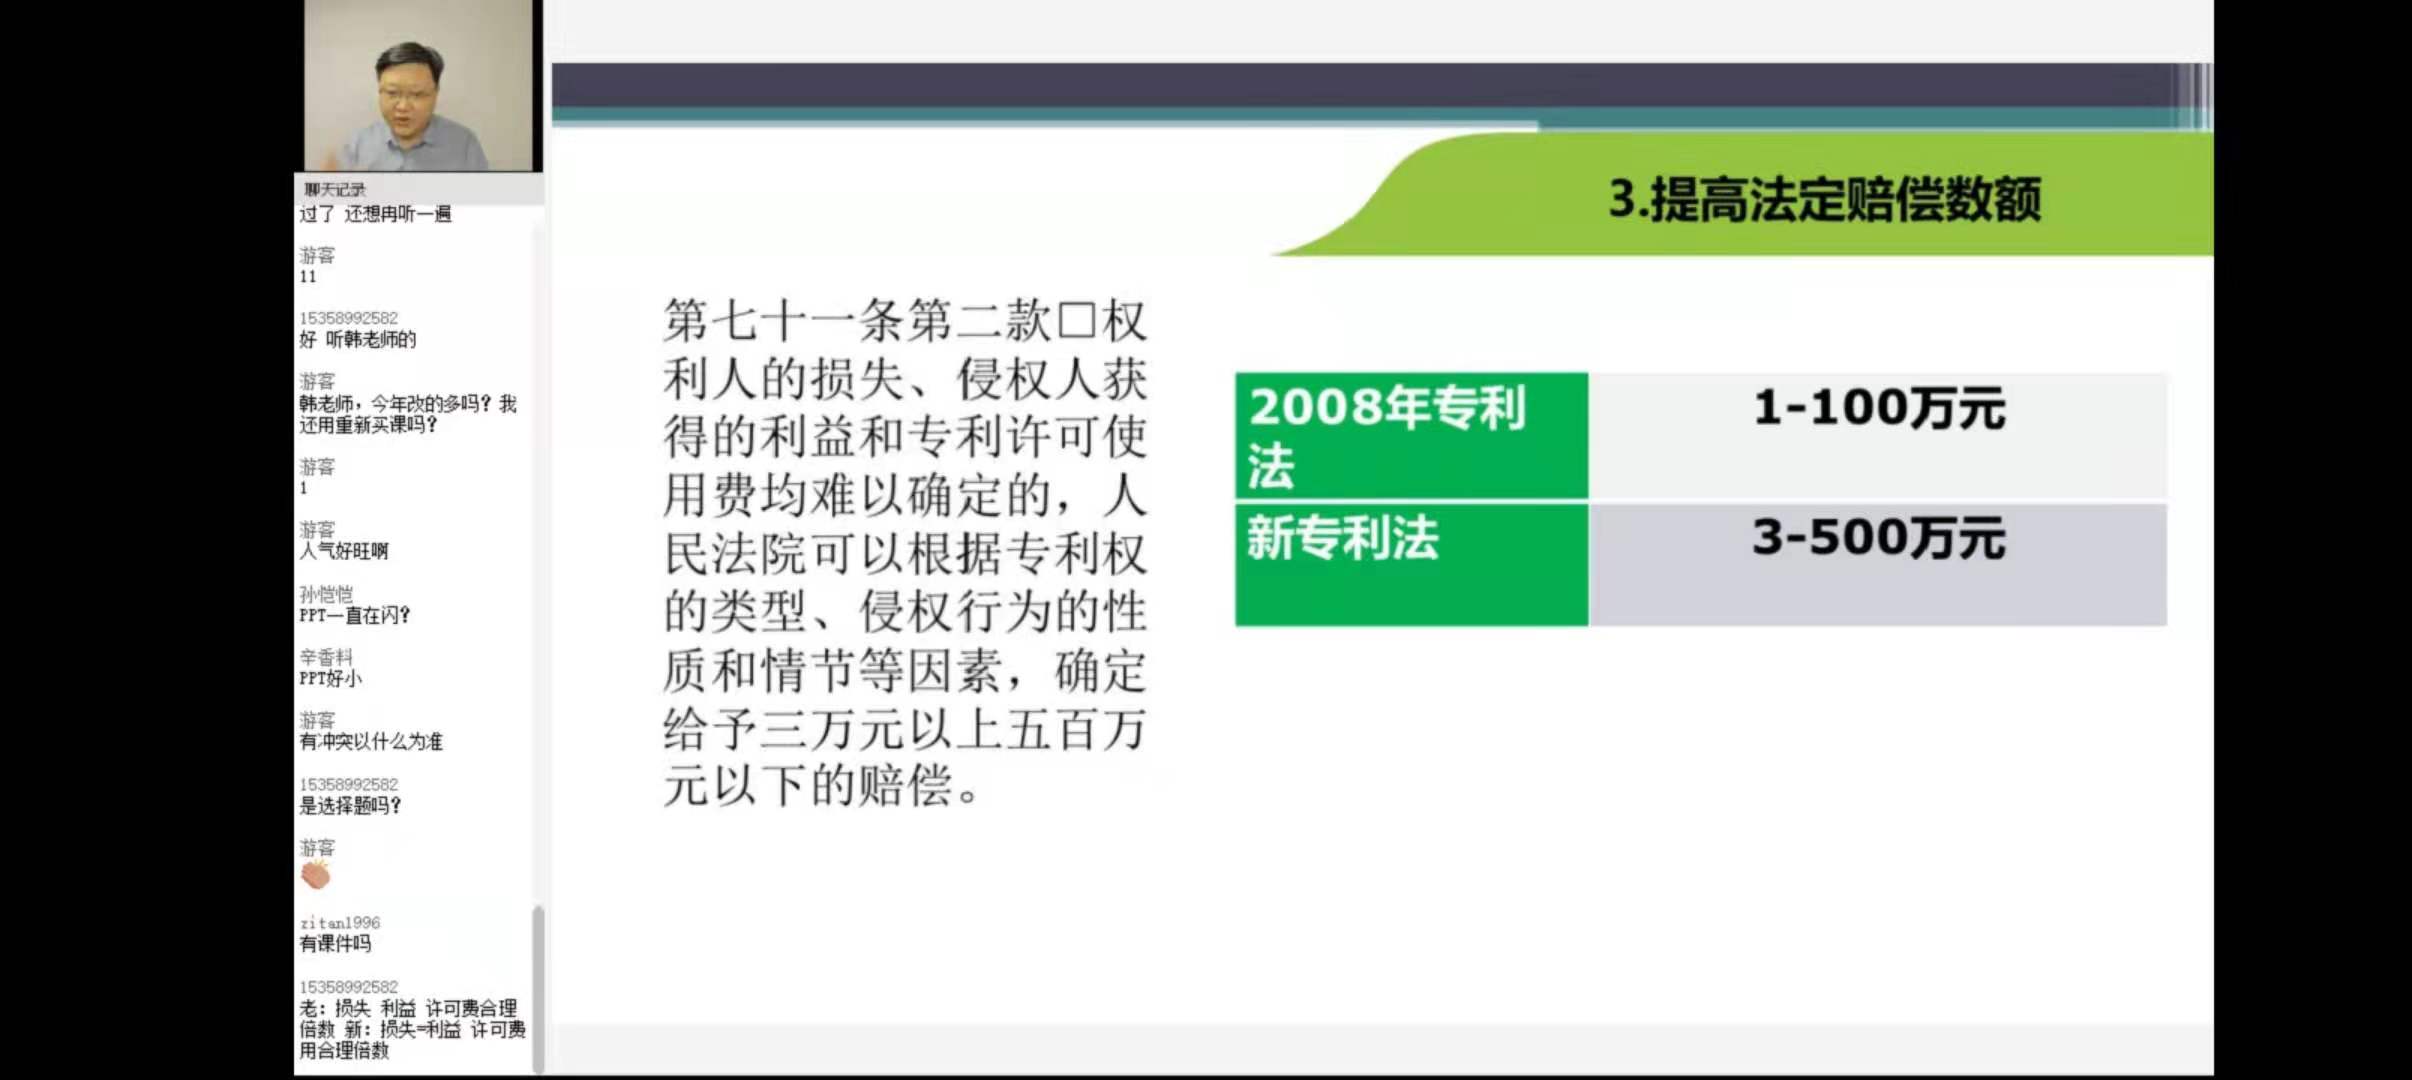 聊天记录
过了 还想冉听一遍
游客
11
15358992582
好 听韩老师的
游客
韩老师，今年改的多吗？我
还用重新买课吗？
游客
1
游客
人气好旺啊
孙恺恺
PPT一直在闪？
辛香料
PPT好小
游客
有冲突以什么为准
15358992582
是选择题吗？
游客
zitan1996
有课件吗
15358992582
老：损失 利益 许可费合理
倍数 新：损失=利益 许可费
用合理倍数
3.提高法定赔偿数额
第七十一条第二款□权
利人的损失、侵权人获
得的利益和专利许可使
用费均难以确定的，人
民法院可以根据专利权
的类型、侵权行为的性
质和情节等因素，确定
给予三万元以上五百万
元以下的赔偿。
2008年专利
法
1-100万元
新专利法
3-500万元